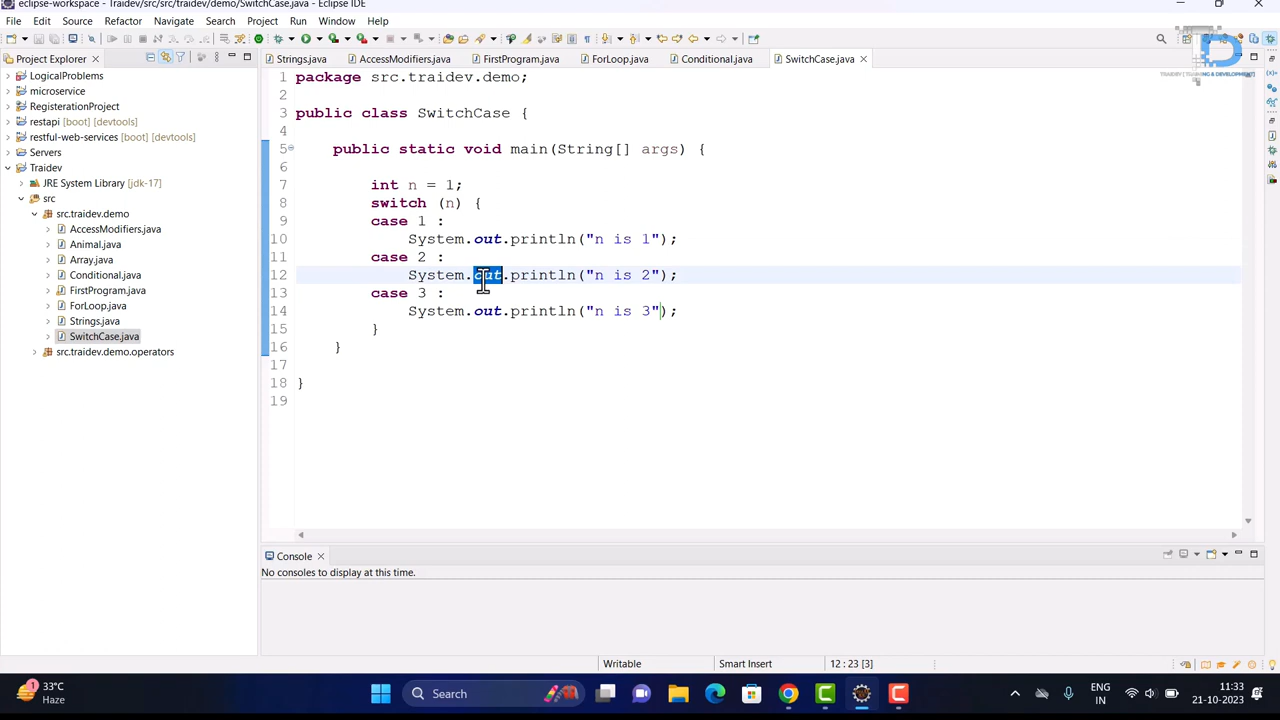 eclipse-workspace - Traidev/src/src/traidev/demo/SwitchCase.java - Eclipse IDE
File Edit Source Refactor Navigate Search Project Run Window Help
TRAIDEV [ TRAINING & DEVELOPMENT ]
Project Explorer
Strings.java AccessModifiers.java FirstProgram.java ForLoop.java Conditional.java SwitchCase.java
LogicalProblems
microservice
RegisterationProject
restapi [boot] [devtools]
restful-web-services [boot] [devtools]
Servers
Traidev
JRE System Library [jdk-17]
src
src.traidev.demo
AccessModifiers.java
Animal.java
Array.java
Conditional.java
FirstProgram.java
ForLoop.java
Strings.java
SwitchCase.java
src.traidev.demo.operators
1 package src.traidev.demo;
2
3 public class SwitchCase {
4
5 public static void main(String[] args) {
6
7 int n = 1;
8 switch (n) {
9 case 1 :
10 System.out.println("n is 1");
11 case 2 :
12 System.out.println("n is 2");
13 case 3 :
14 System.out.println("n is 3");
15 }
16 }
17
18 }
19
Console
No consoles to display at this time.
Writable Smart Insert 12 : 23 [3]
1
33°C
Haze
Search
ENG
IN
11:33
21-10-2023